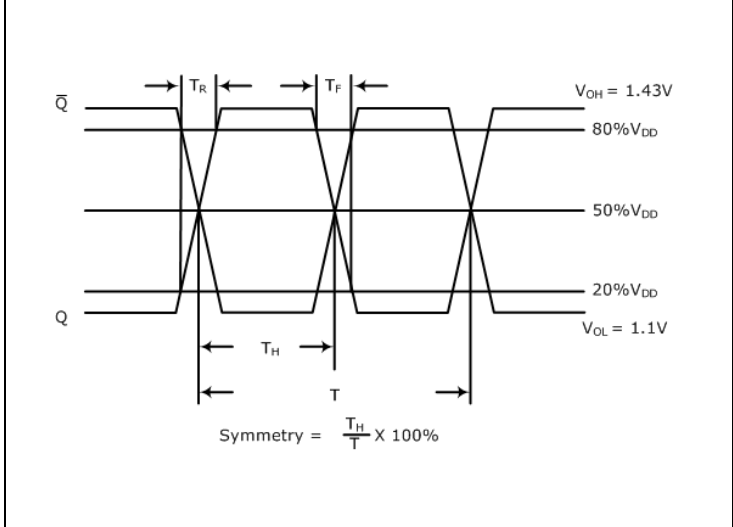 T_R T_F
Q̅ V_OH = 1.43V
80%V_DD
50%V_DD
20%V_DD
Q
V_OL = 1.1V
T_H
T
Symmetry = T_H/T X 100%